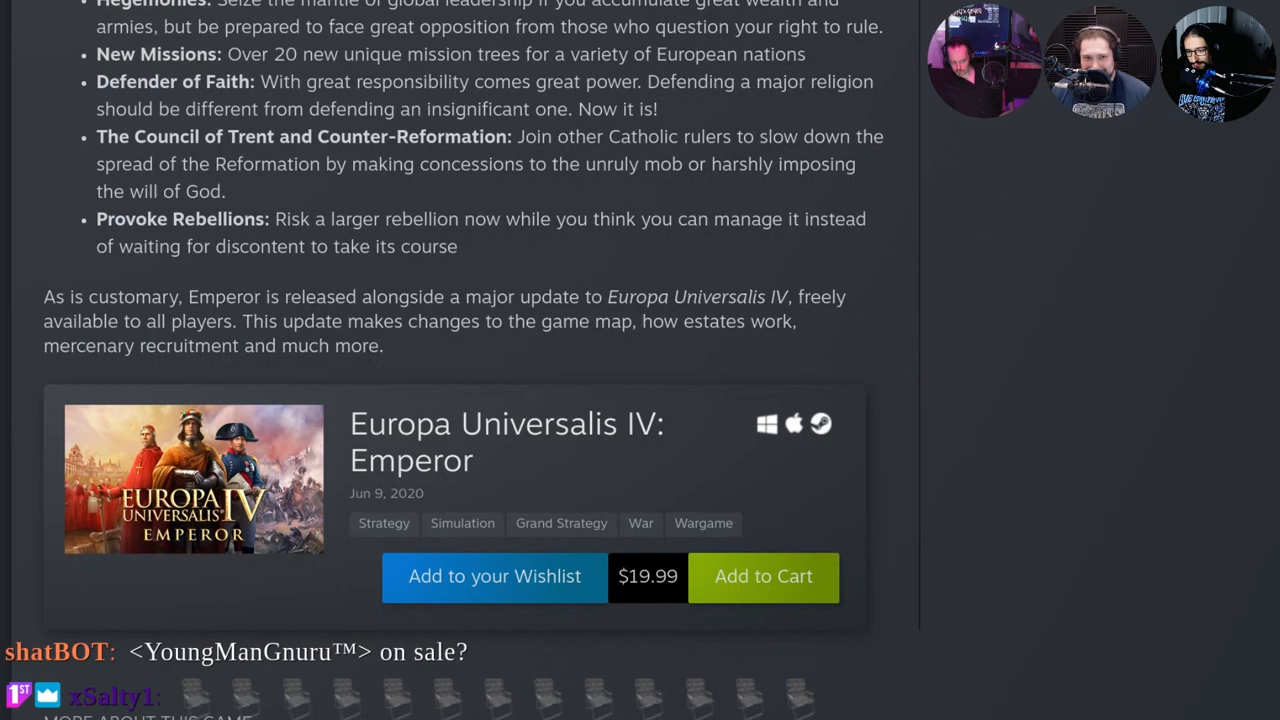 Hegemonies: Seize the mantle of global leadership if you accumulate great wealth and
armies, but be prepared to face great opposition from those who question your right to rule.
• New Missions: Over 20 new unique mission trees for a variety of European nations
• Defender of Faith: With great responsibility comes great power. Defending a major religion
should be different from defending an insignificant one. Now it is!
• The Council of Trent and Counter-Reformation: Join other Catholic rulers to slow down the
spread of the Reformation by making concessions to the unruly mob or harshly imposing
the will of God.
• Provoke Rebellions: Risk a larger rebellion now while you think you can manage it instead
of waiting for discontent to take its course
As is customary, Emperor is released alongside a major update to Europa Universalis IV, freely
available to all players. This update makes changes to the game map, how estates work,
mercenary recruitment and much more.
EUROPA
UNIVERSALIS IV
EMPEROR
Europa Universalis IV:
Emperor
Jun 9, 2020
Strategy Simulation Grand Strategy War Wargame
Add to your Wishlist $19.99 Add to Cart
shatBOT: <YoungManGnuru™> on sale?
1ST xSalty1:
MORE ABOUT THIS GAME